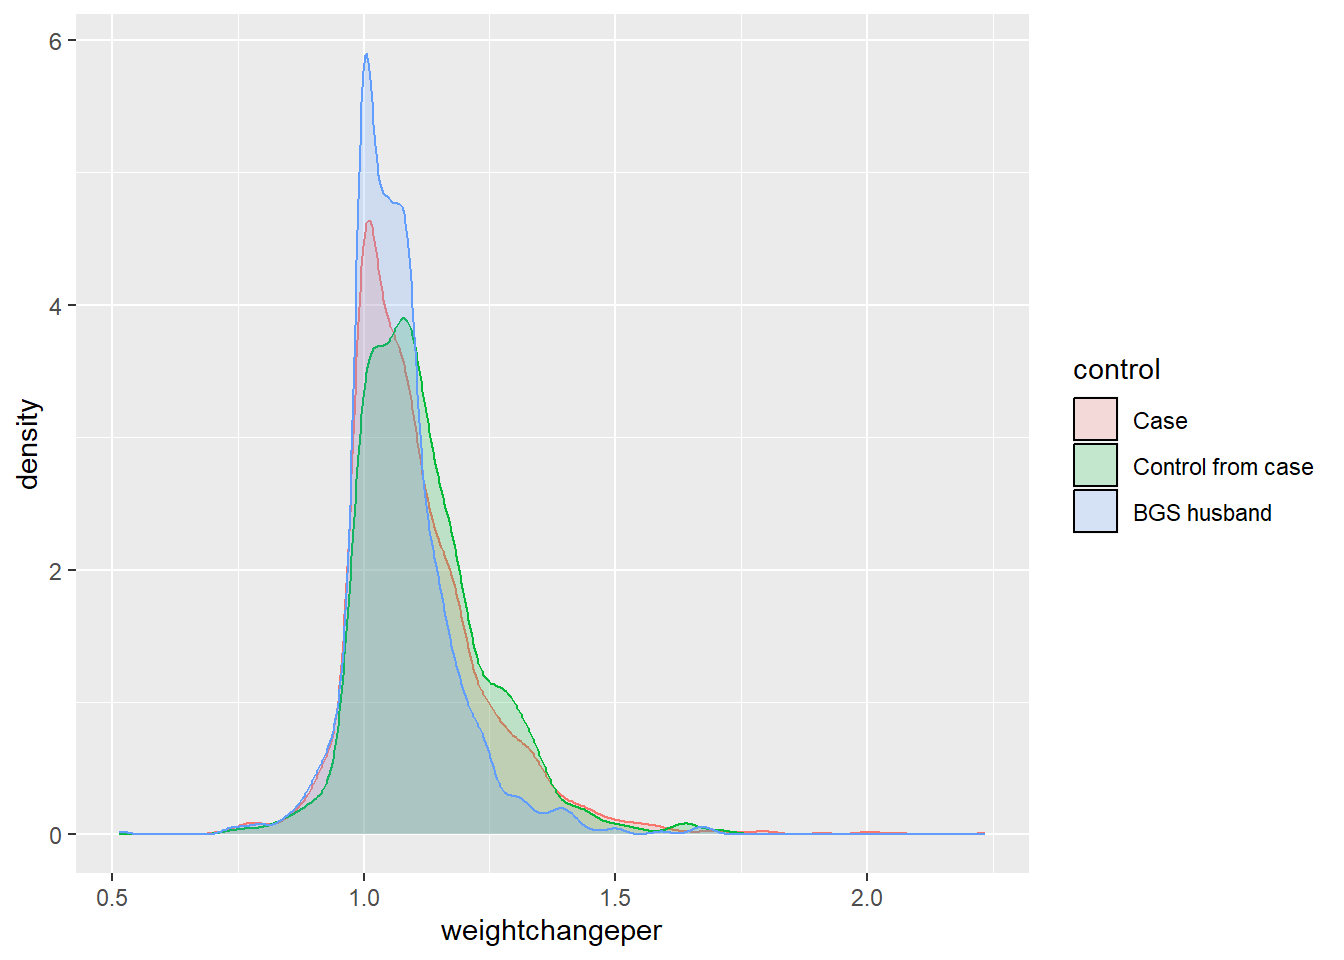 6
4
2
0
density
0.5
1.0
1.5
2.0
weightchangeper
control
Case
Control from case
BGS husband